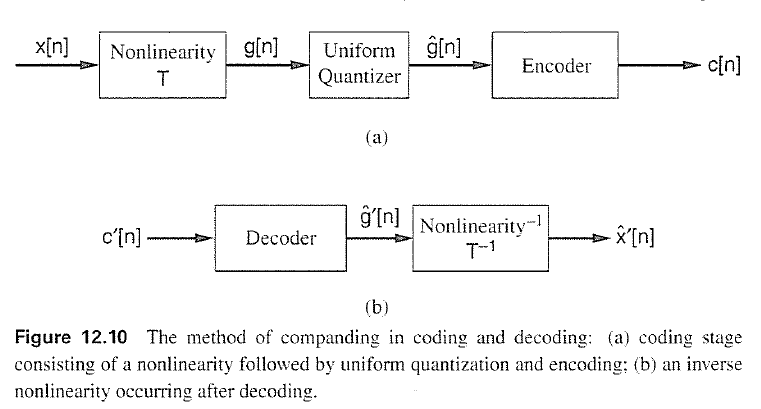 x[n] Nonlinearity g[n] Uniform ĝ[n] Encoder c[n]
T Quantizer
(a)
c′[n] Decoder ĝ′[n] Nonlinearity⁻¹ x̂′[n]
T⁻¹
(b)
Figure 12.10 The method of companding in coding and decoding: (a) coding stage
consisting of a nonlinearity followed by uniform quantization and encoding; (b) an inverse
nonlinearity occurring after decoding.